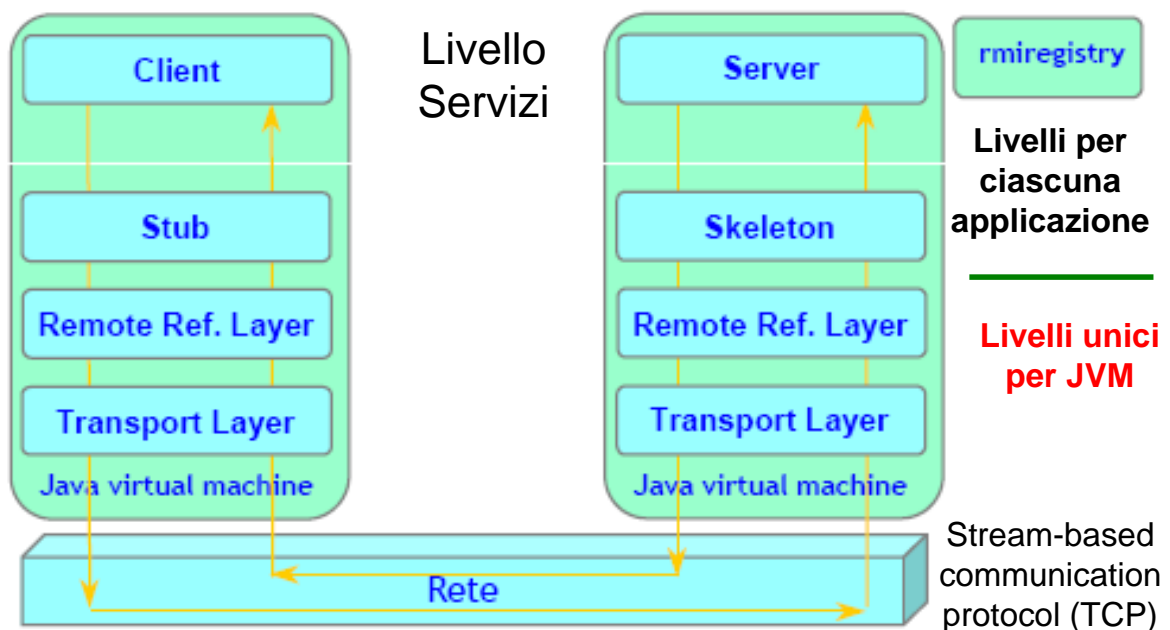 Client
Livello
Servizi
Server
rmiregistry
Livelli per
ciascuna
applicazione
Stub
Skeleton
Remote Ref. Layer
Remote Ref. Layer
Livelli unici
per JVM
Transport Layer
Transport Layer
Java virtual machine
Java virtual machine
Rete
Stream-based
communication
protocol (TCP)